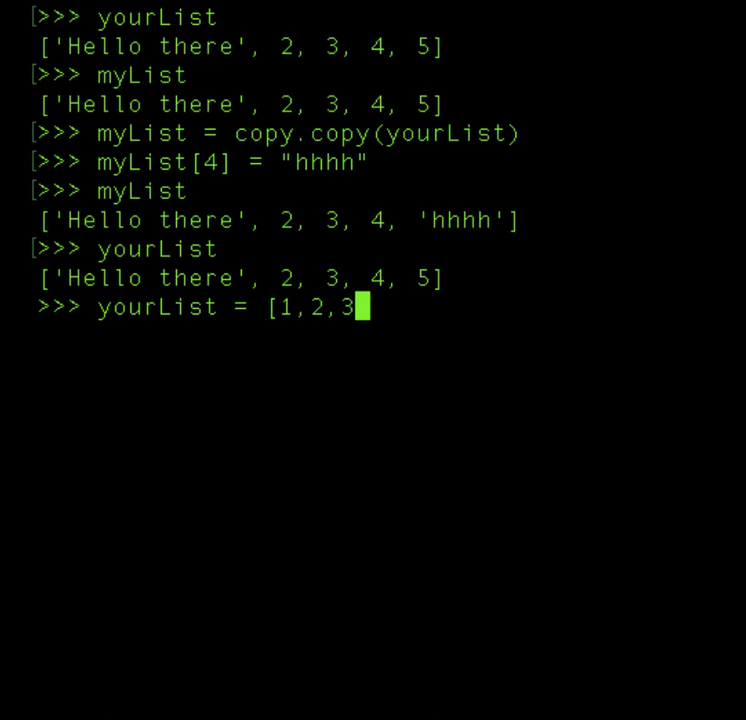 [>>> yourList
['Hello there', 2, 3, 4, 5]
[>>> myList
['Hello there', 2, 3, 4, 5]
[>>> myList = copy.copy(yourList)
[>>> myList[4] = "hhhh"
[>>> myList
['Hello there', 2, 3, 4, 'hhhh']
[>>> yourList
['Hello there', 2, 3, 4, 5]
>>> yourList = [1,2,3